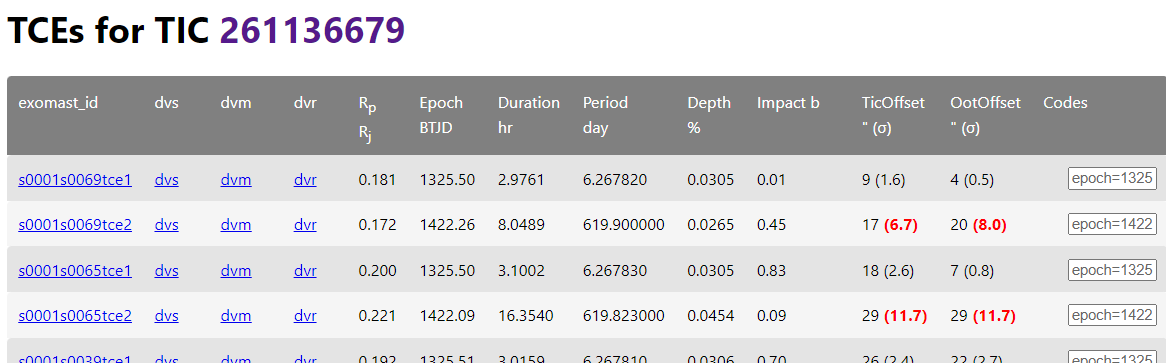 TCEs for TIC 261136679
exomast_id dvs dvm dvr Rp Rj Epoch BTJD Duration hr Period day Depth % Impact b TicOffset " (σ) OotOffset " (σ) Codes
s0001s0069tce1 dvs dvm dvr 0.181 1325.50 2.9761 6.267820 0.0305 0.01 9 (1.6) 4 (0.5) epoch=1325
s0001s0069tce2 dvs dvm dvr 0.172 1422.26 8.0489 619.900000 0.0265 0.45 17 (6.7) 20 (8.0) epoch=1422
s0001s0065tce1 dvs dvm dvr 0.200 1325.50 3.1002 6.267830 0.0305 0.83 18 (2.6) 7 (0.8) epoch=1325
s0001s0065tce2 dvs dvm dvr 0.221 1422.09 16.3540 619.823000 0.0454 0.09 29 (11.7) 29 (11.7) epoch=1422
s0001s0039tce1 dvs dvm dvr 0.192 1325.51 3.0159 6.267810 0.0306 0.70 26 (2.4) 22 (2.7) epoch=1325